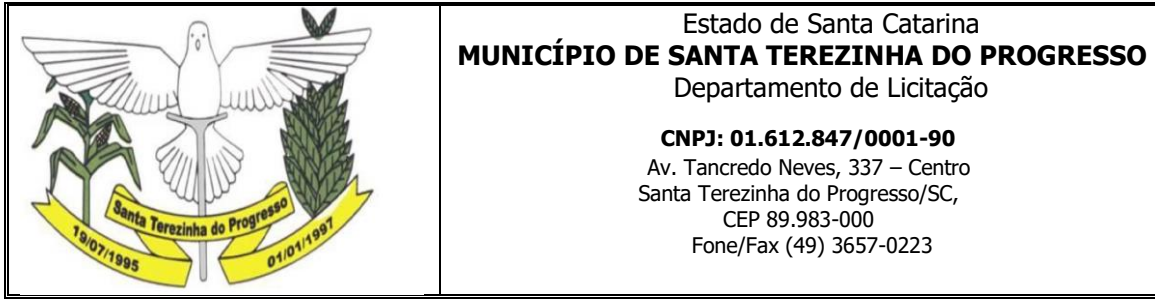 Santa Terezinha do Progresso
19/07/1995
01/01/1997
Estado de Santa Catarina
MUNICÍPIO DE SANTA TEREZINHA DO PROGRESSO
Departamento de Licitação
CNPJ: 01.612.847/0001-90
Av. Tancredo Neves, 337 – Centro
Santa Terezinha do Progresso/SC,
CEP 89.983-000
Fone/Fax (49) 3657-0223